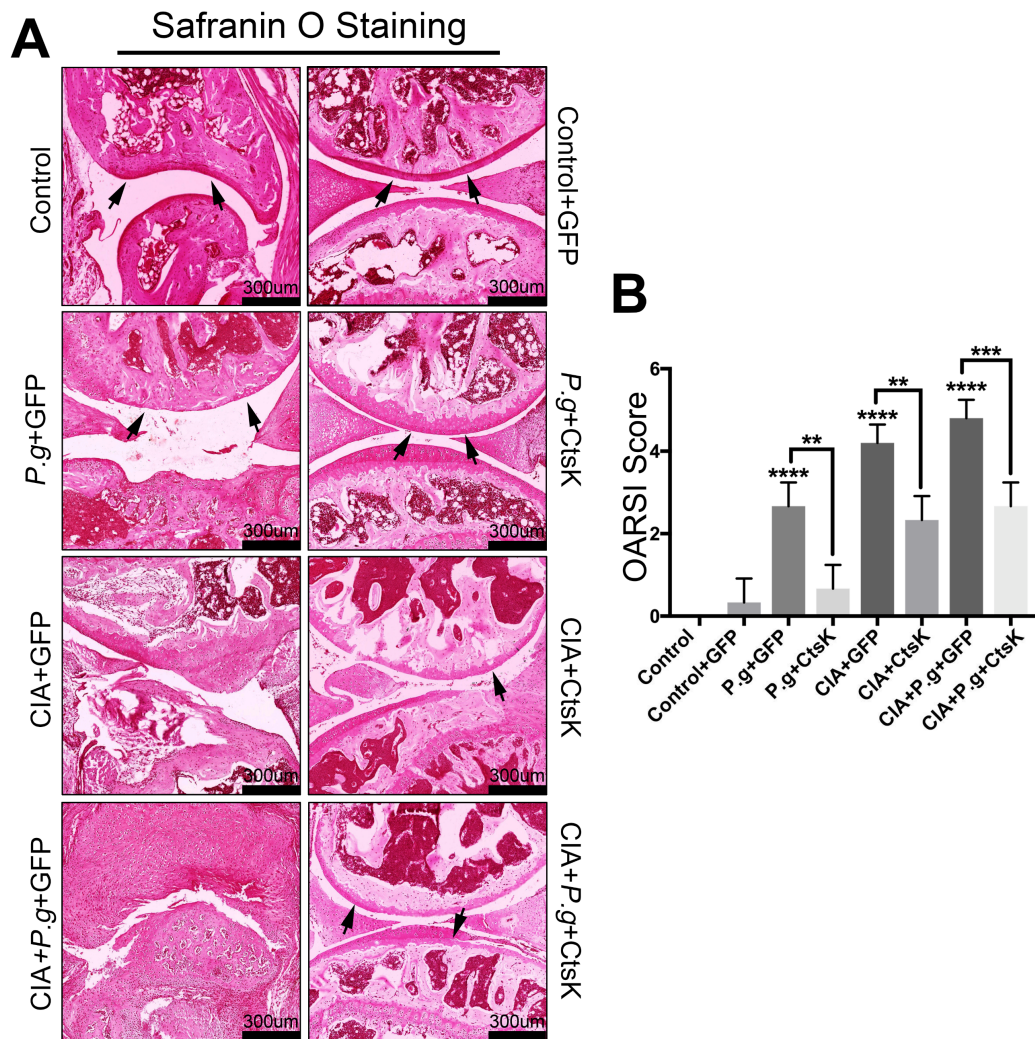 A
Safranin O Staining
Control
300um
Control+GFP
300um
P.g+GFP
300um
P.g+CtsK
300um
CIA+GFP
300um
CIA+CtsK
300um
CIA+P.g+GFP
300um
CIA+P.g+CtsK
300um
B
OARSI Score
6
4
2
0
****
**
****
**
****
***
Control
Control+GFP
P.g+GFP
P.g+CtsK
CIA+GFP
CIA+CtsK
CIA+P.g+GFP
CIA+P.g+CtsK